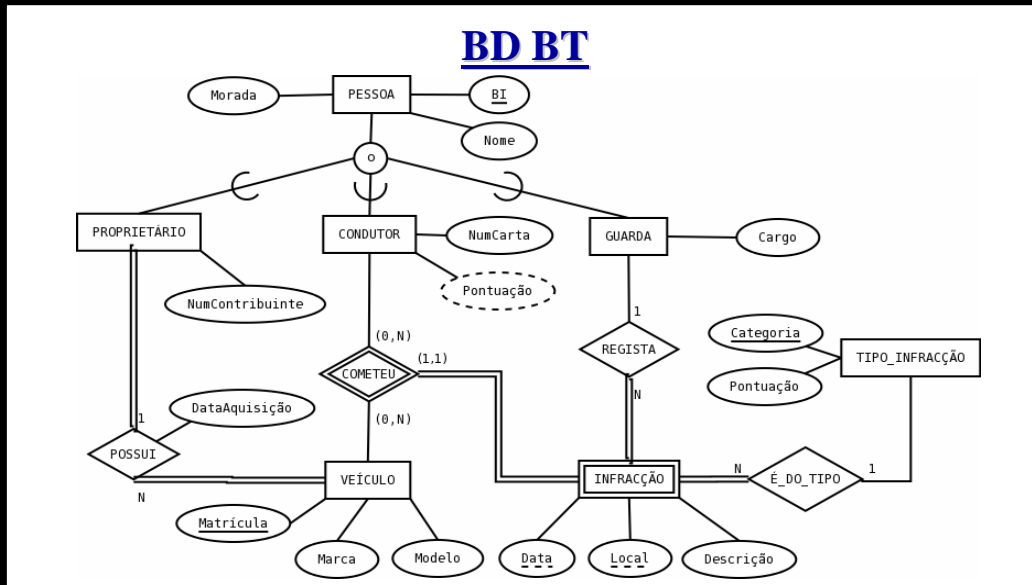 BD BT
Morada
PESSOA
BI
Nome
o
PROPRIETÁRIO
CONDUTOR
NumCarta
GUARDA
Cargo
Pontuação
NumContribuinte
1
(0,N)
Categoria
REGISTA
TIPO_INFRACÇÃO
(1,1)
COMETEU
Pontuação
N
DataAquisição
1
(0,N)
POSSUI
N
1
VEÍCULO
INFRACÇÃO
É_DO_TIPO
N
Matrícula
Marca
Modelo
Data
Local
Descrição